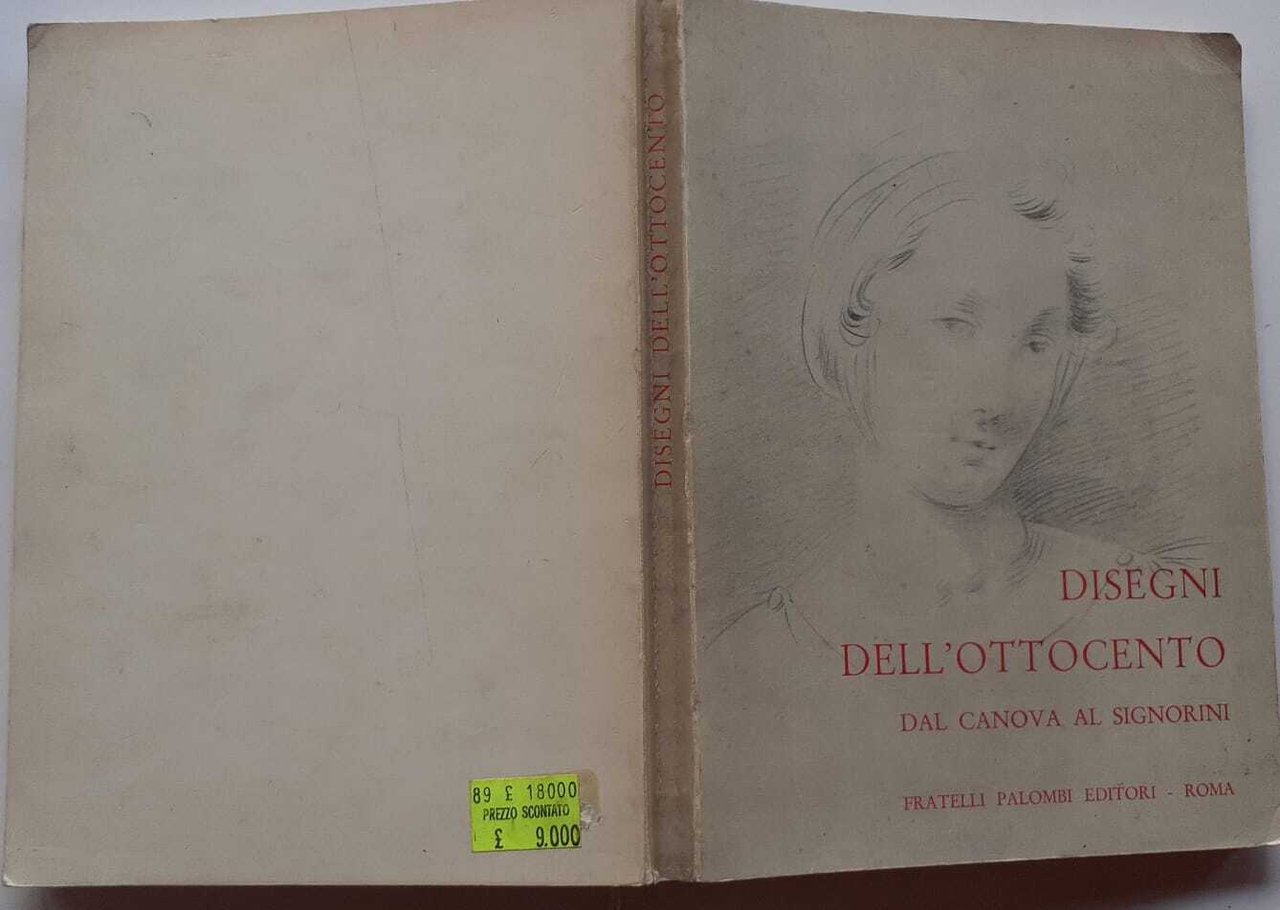 DISEGNI DELL'OTTOCENTO
DISEGNI
DELL'OTTOCENTO
DAL CANOVA AL SIGNORINI
FRATELLI PALOMBI EDITORI - ROMA
89 £ 18000
PREZZO SCONTATO
£ 9.000